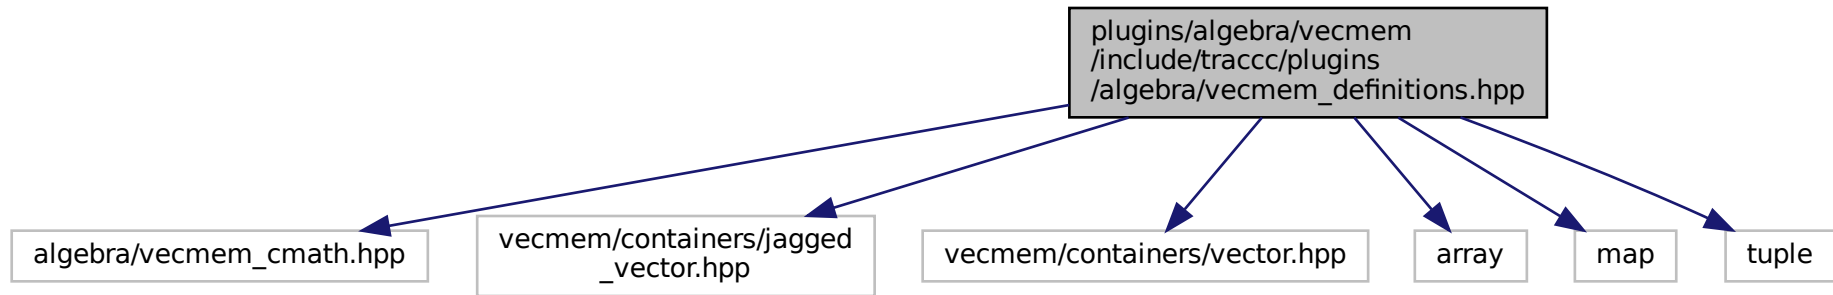 plugins/algebra/vecmem
/include/traccc/plugins
/algebra/vecmem_definitions.hpp
algebra/vecmem_cmath.hpp
vecmem/containers/jagged
_vector.hpp
vecmem/containers/vector.hpp
array
map
tuple